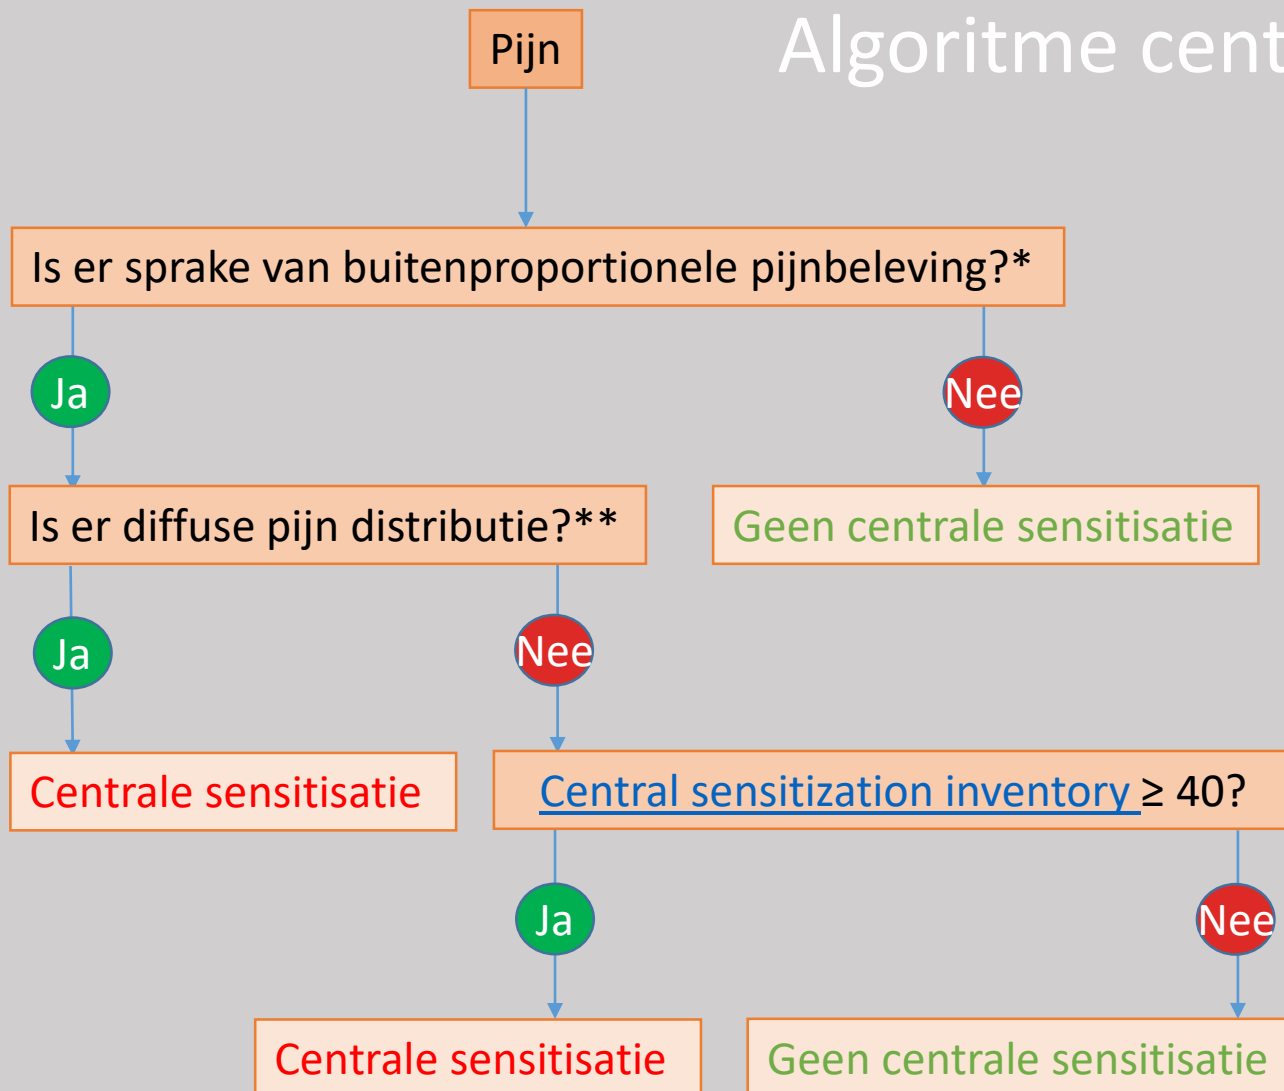 Pijn
Algoritme cent
Is er sprake van buitenproportionele pijnbeleving?*
Ja
Nee
Is er diffuse pijn distributie?**
Geen centrale sensitisatie
Ja
Nee
Centrale sensitisatie
Central sensitization inventory ≥ 40?
Ja
Nee
Centrale sensitisatie
Geen centrale sensitisatie